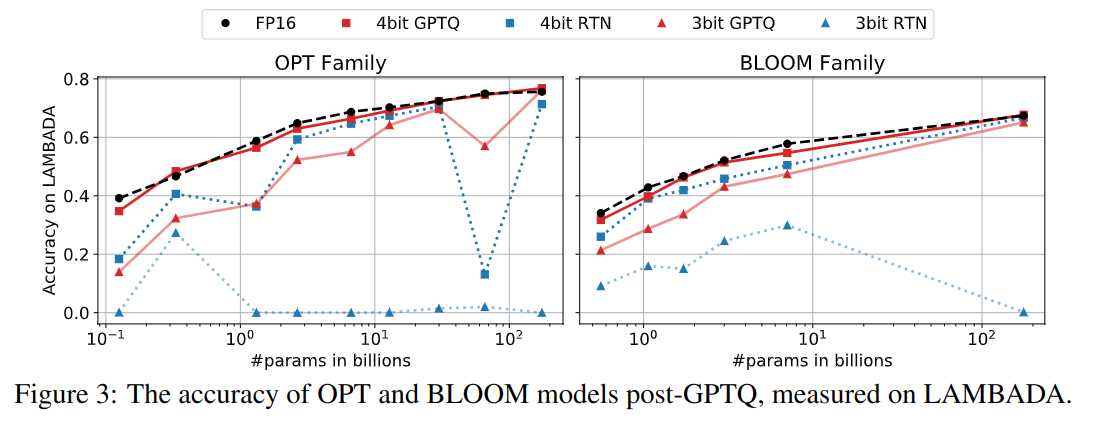 FP16 4bit GPTQ 4bit RTN 3bit GPTQ 3bit RTN
OPT Family
BLOOM Family
Accuracy on LAMBADA
0.8
0.6
0.4
0.2
0.0
10⁻¹ 10⁰ 10¹ 10²
10⁰ 10¹ 10²
#params in billions
#params in billions
Figure 3: The accuracy of OPT and BLOOM models post-GPTQ, measured on LAMBADA.